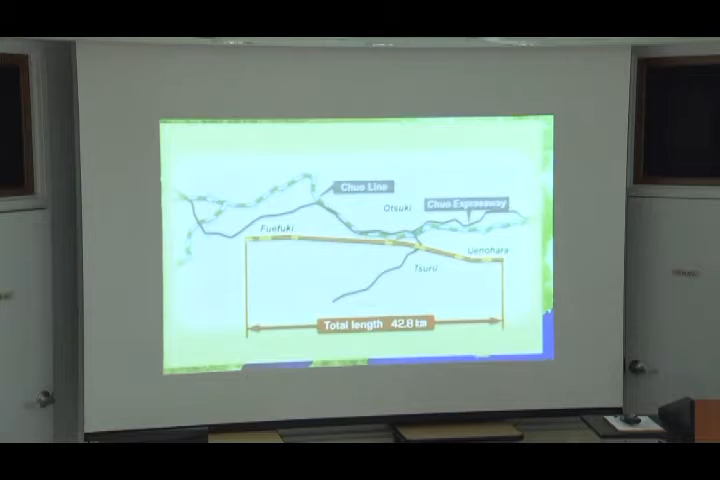 Chuo Line
Otsuki
Chuo Expressway
Fuefuki
Uenohara
Tsuru
Total length 42.8 km